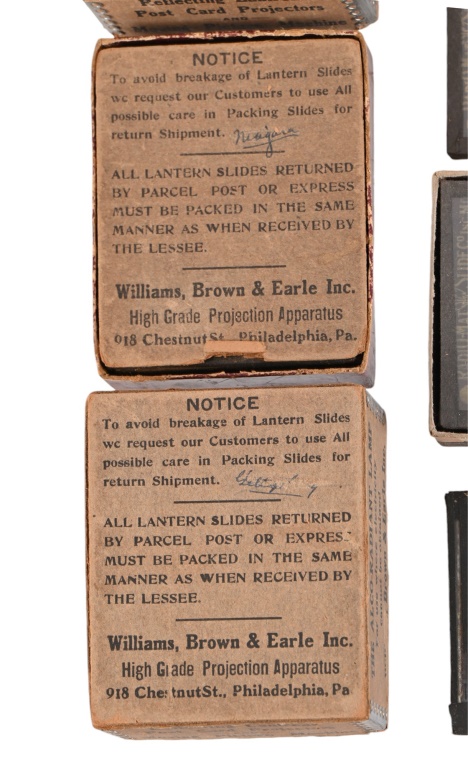 Post Card Projectors
AND
NOTICE
To avoid breakage of Lantern Slides
we request our Customers to use All
possible care in Packing Slides for
return Shipment. Niagara
ALL LANTERN SLIDES RETURNED
BY PARCEL POST OR EXPRESS
MUST BE PACKED IN THE SAME
MANNER AS WHEN RECEIVED BY
THE LESSEE.
Williams, Brown & Earle Inc.
High Grade Projection Apparatus
918 Chestnut St., Philadelphia, Pa.
NOTICE
To avoid breakage of Lantern Slides
we request our Customers to use All
possible care in Packing Slides for
return Shipment. Gettysburg
ALL LANTERN SLIDES RETURNED
BY PARCEL POST OR EXPRES
MUST BE PACKED IN THE SAME
MANNER AS WHEN RECEIVED BY
THE LESSEE.
Williams, Brown & Earle Inc.
High Grade Projection Apparatus
918 Chestnut St., Philadelphia, Pa